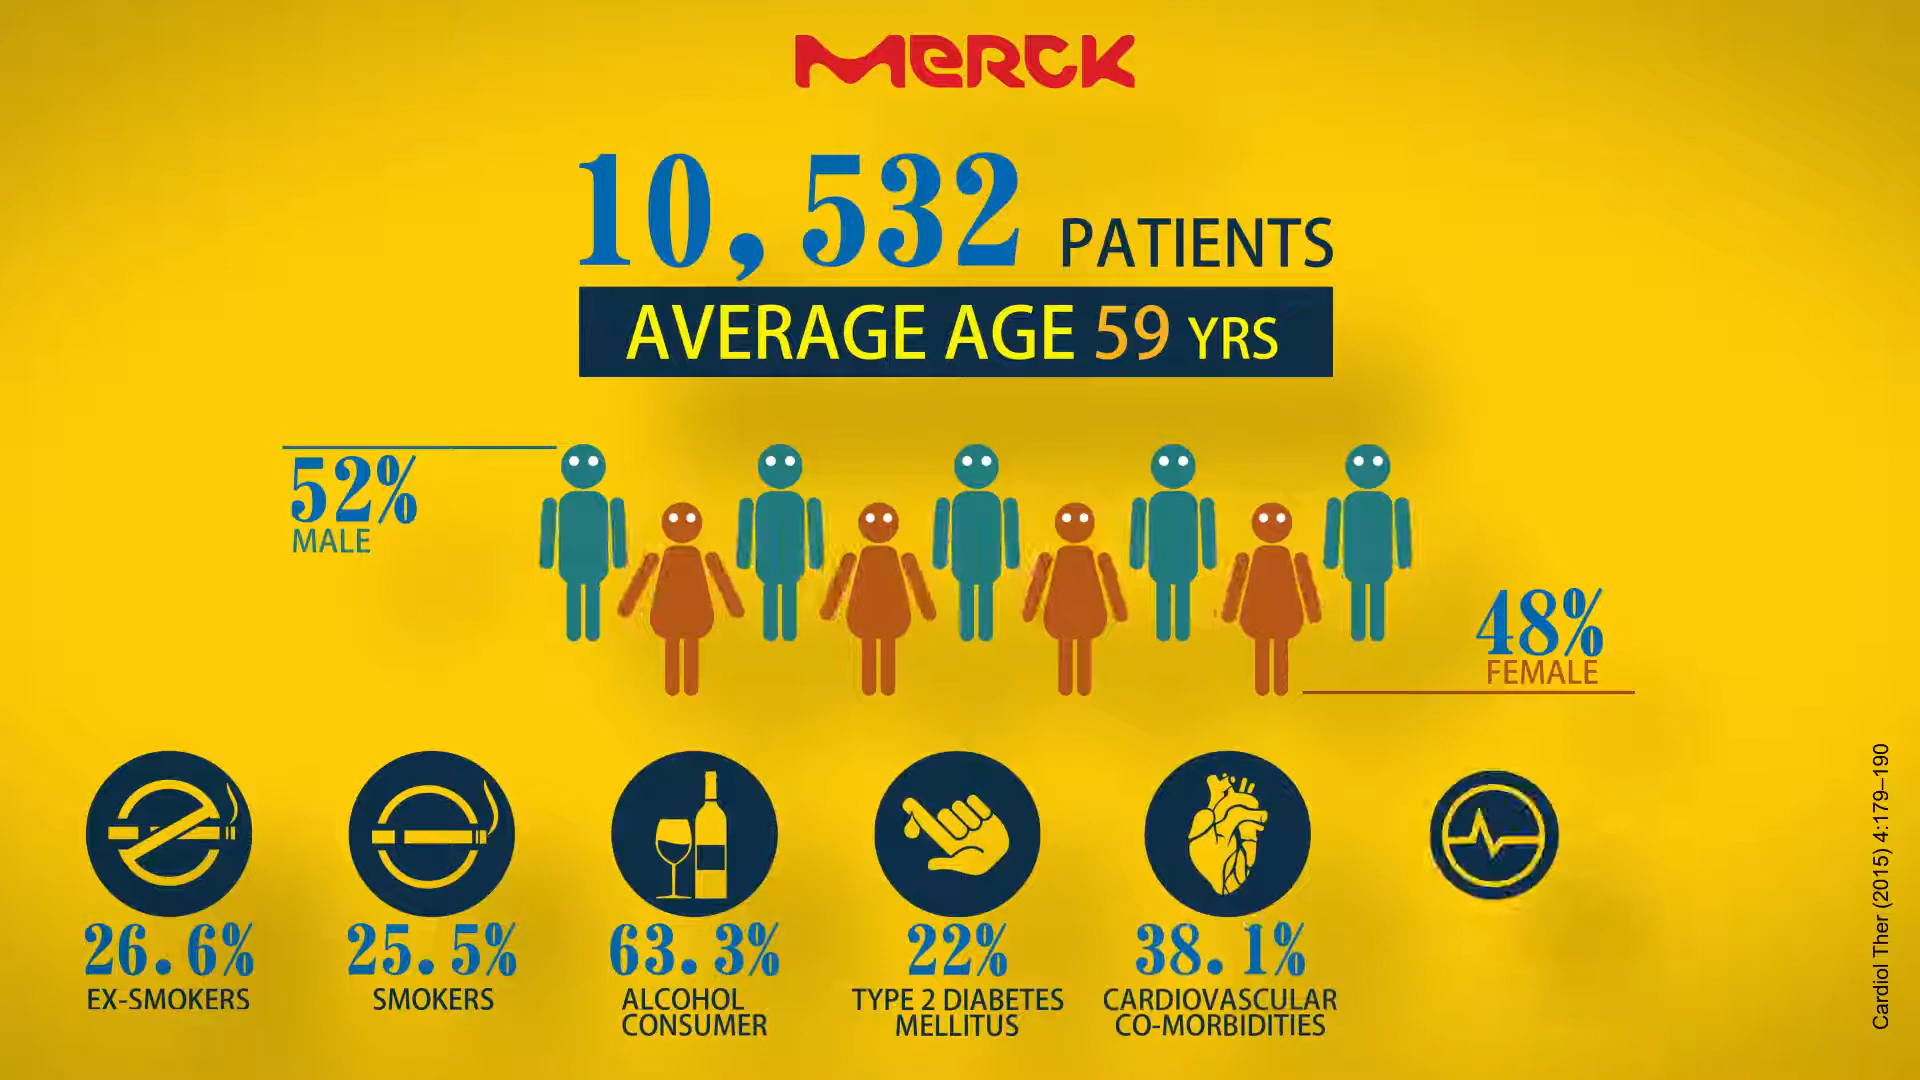 MERCK
10,532 PATIENTS
AVERAGE AGE 59 YRS
52%
MALE
48%
FEMALE
26.6%
EX-SMOKERS
25.5%
SMOKERS
63.3%
ALCOHOL
CONSUMER
22%
TYPE 2 DIABETES
MELLITUS
38.1%
CARDIOVASCULAR
CO-MORBIDITIES
Cardiol Ther (2015) 4:179–190